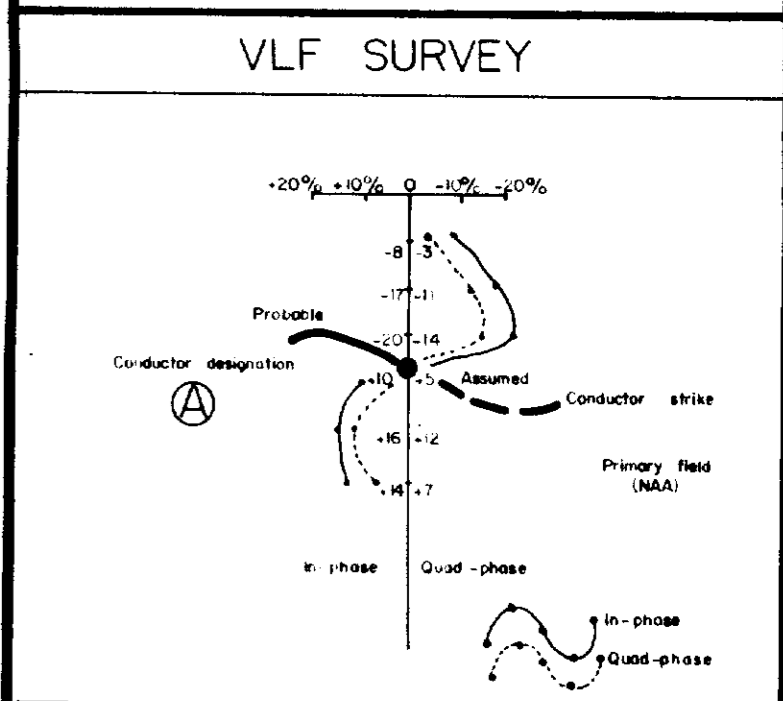 VLF SURVEY
+20% +10% 0 -10% -20%
-8 -3
-17 -11
Probable
-20 -14
Conductor designation
+10 +5 Assumed
A
Conductor strike
+16 +12
Primary field
(NAA)
+14 +7
In-phase Quad-phase
In-phase
Quad-phase